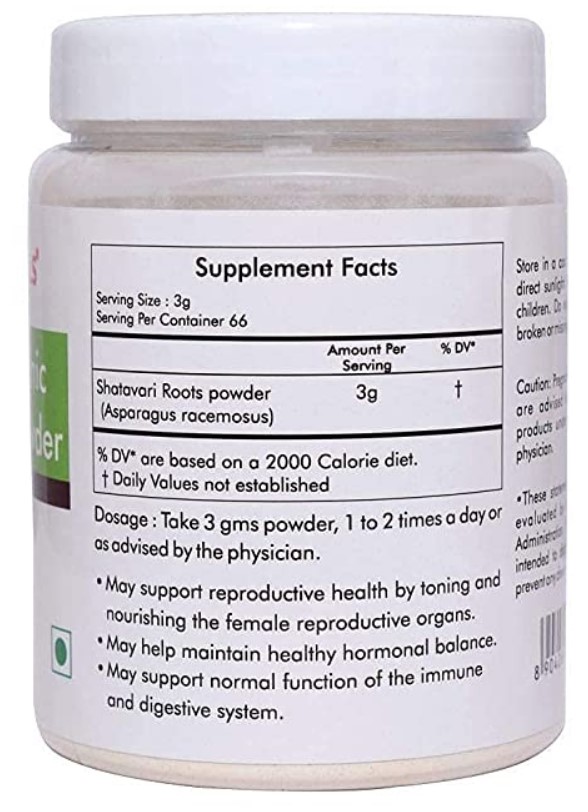 Supplement Facts
Serving Size : 3g
Serving Per Container 66
Amount Per
Serving
% DV*
Shatavari Roots powder
(Asparagus racemosus)
3g
†
% DV* are based on a 2000 Calorie diet.
† Daily Values not established
Dosage : Take 3 gms powder, 1 to 2 times a day or
as advised by the physician.
• May support reproductive health by toning and
nourishing the female reproductive organs.
• May help maintain healthy hormonal balance.
• May support normal function of the immune
and digestive system.
Store in a
direct
children.
broken or
Caution:
are advised
products
physician.
*These
evaluated
intended to
prevent any